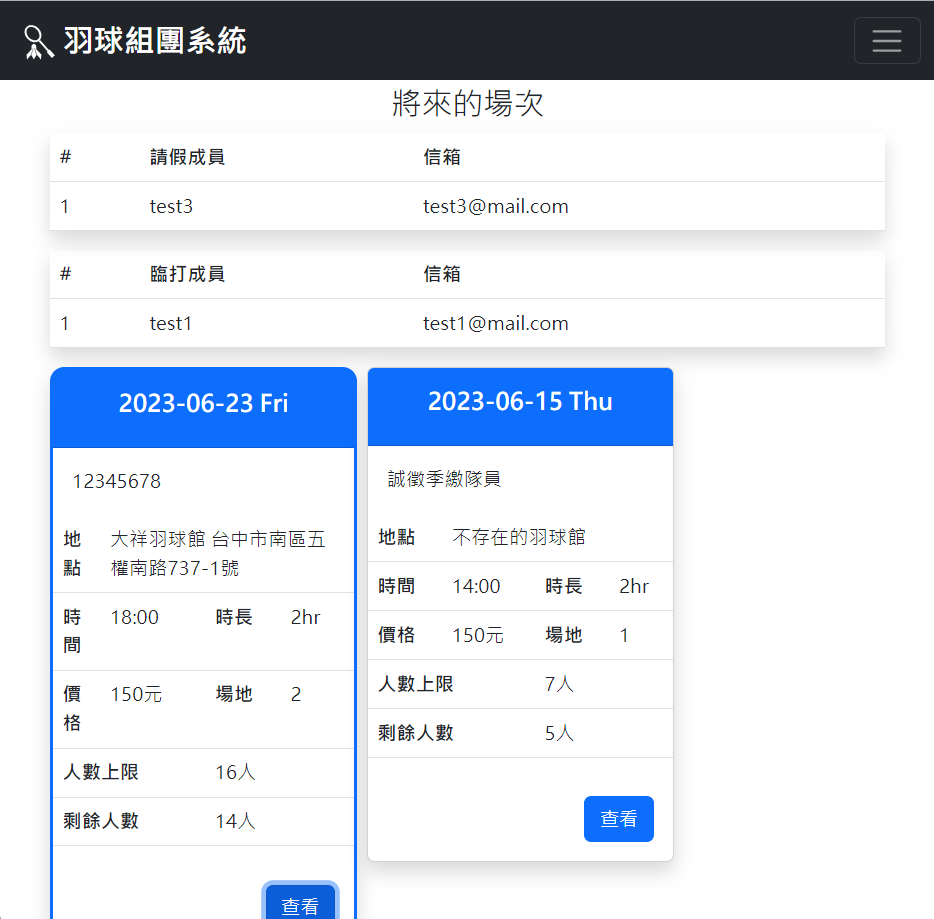 羽球組團系統
將來的場次
# 請假成員 信箱
1 test3 test3@mail.com
# 臨打成員 信箱
1 test1 test1@mail.com
2023-06-23 Fri
12345678
地點 大祥羽球館 台中市南區五
權南路737-1號
時間 18:00 時長 2hr
價格 150元 場地 2
人數上限 16人
剩餘人數 14人
查看
2023-06-15 Thu
誠徵季繳隊員
地點 不存在的羽球館
時間 14:00 時長 2hr
價格 150元 場地 1
人數上限 7人
剩餘人數 5人
查看